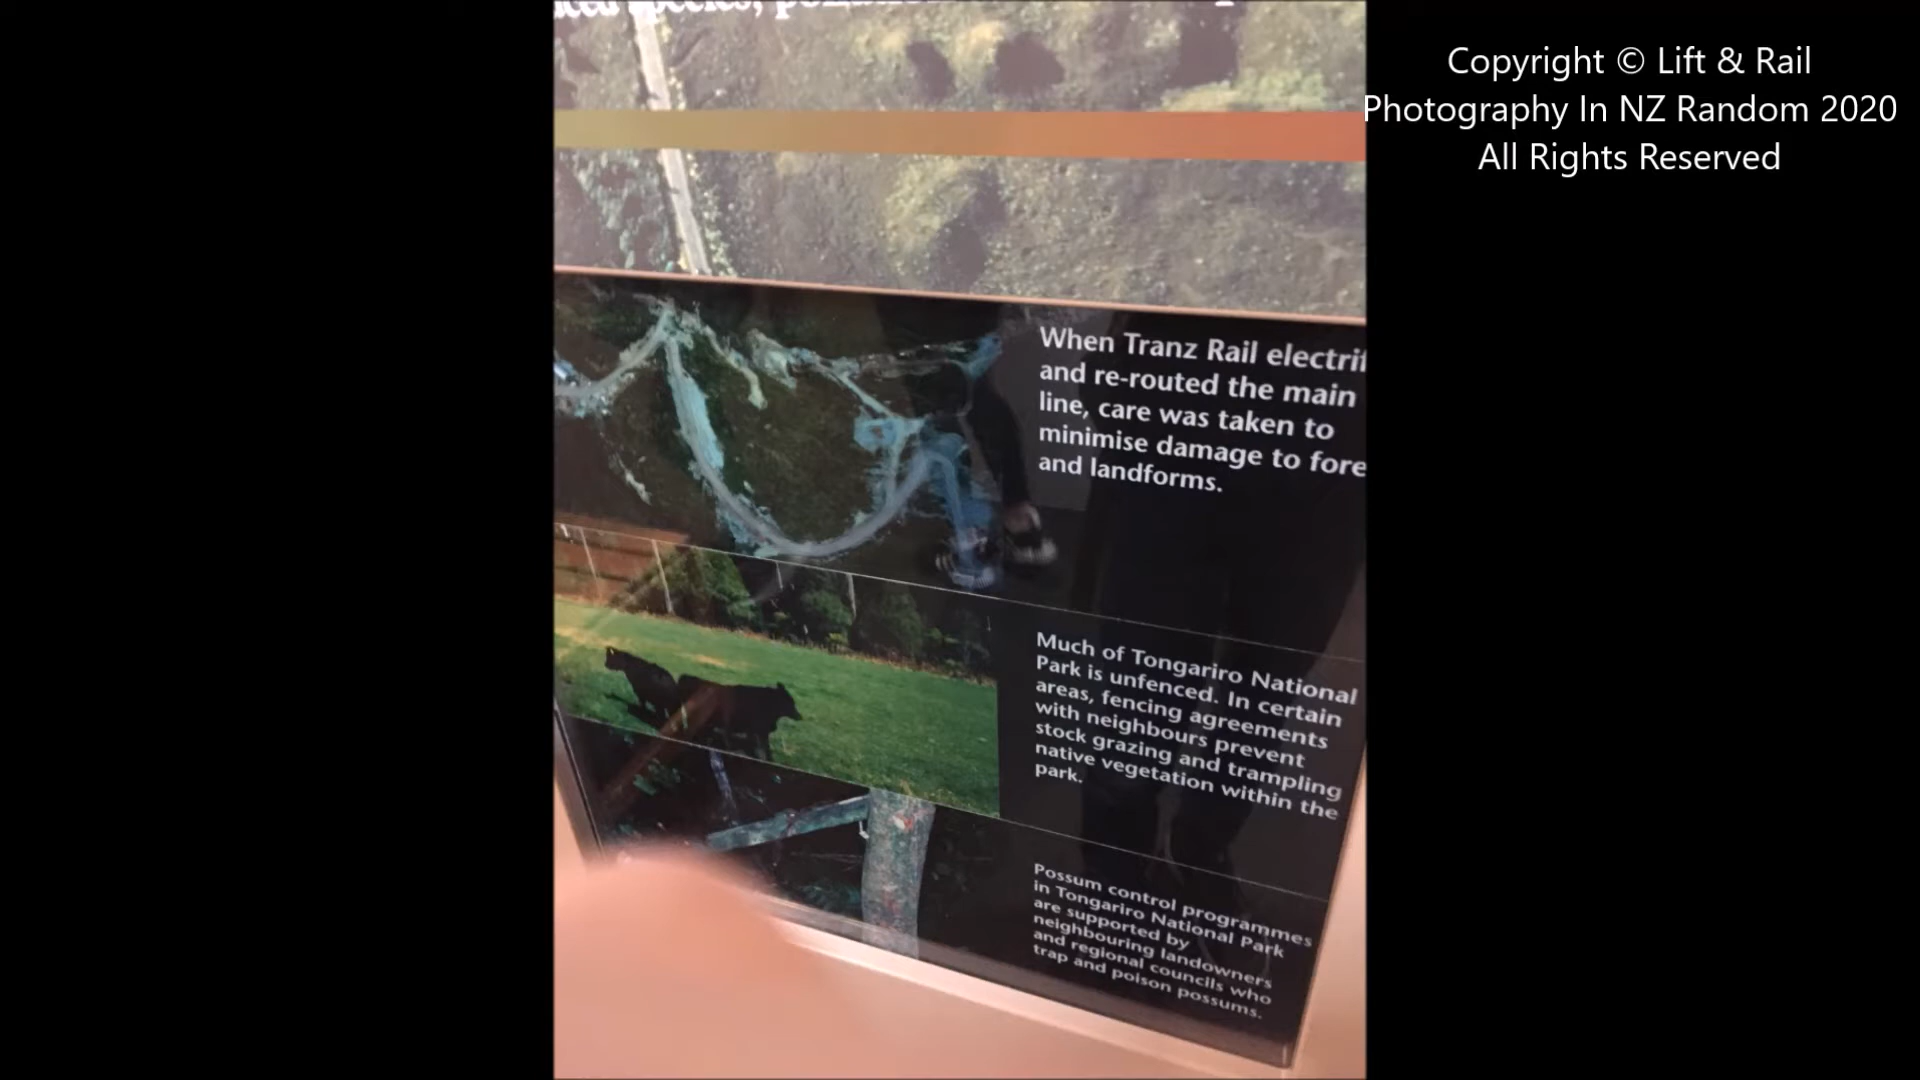 species,
When Tranz Rail electrif
and re-routed the main
line, care was taken to
minimise damage to fore
and landforms.
Much of Tongariro National
Park is unfenced. In certain
areas, fencing agreements
with neighbours prevent
stock grazing and trampling
native vegetation within the
park.
Possum control programmes
in Tongariro National Park
are supported by
neighbouring landowners
and regional councils who
trap and poison possums.
Copyright © Lift & Rail
Photography In NZ Random 2020
All Rights Reserved